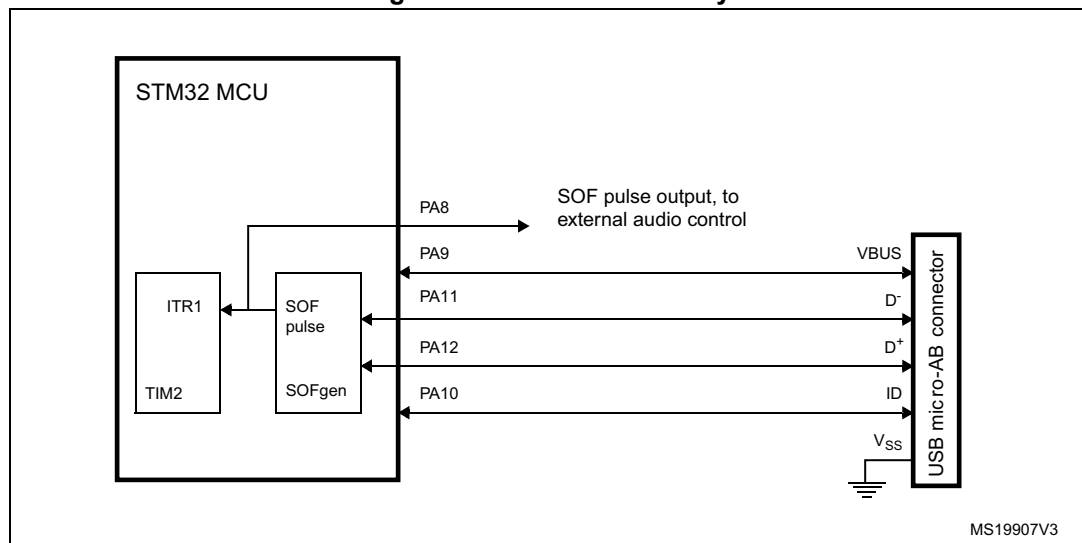 STM32 MCU
PA8
SOF pulse output, to
external audio control
PA9
VBUS
PA11
D-
PA12
D+
PA10
ID
VSS
ITR1
TIM2
SOF
pulse
SOFgen
USB micro-AB connector
MS19907V3